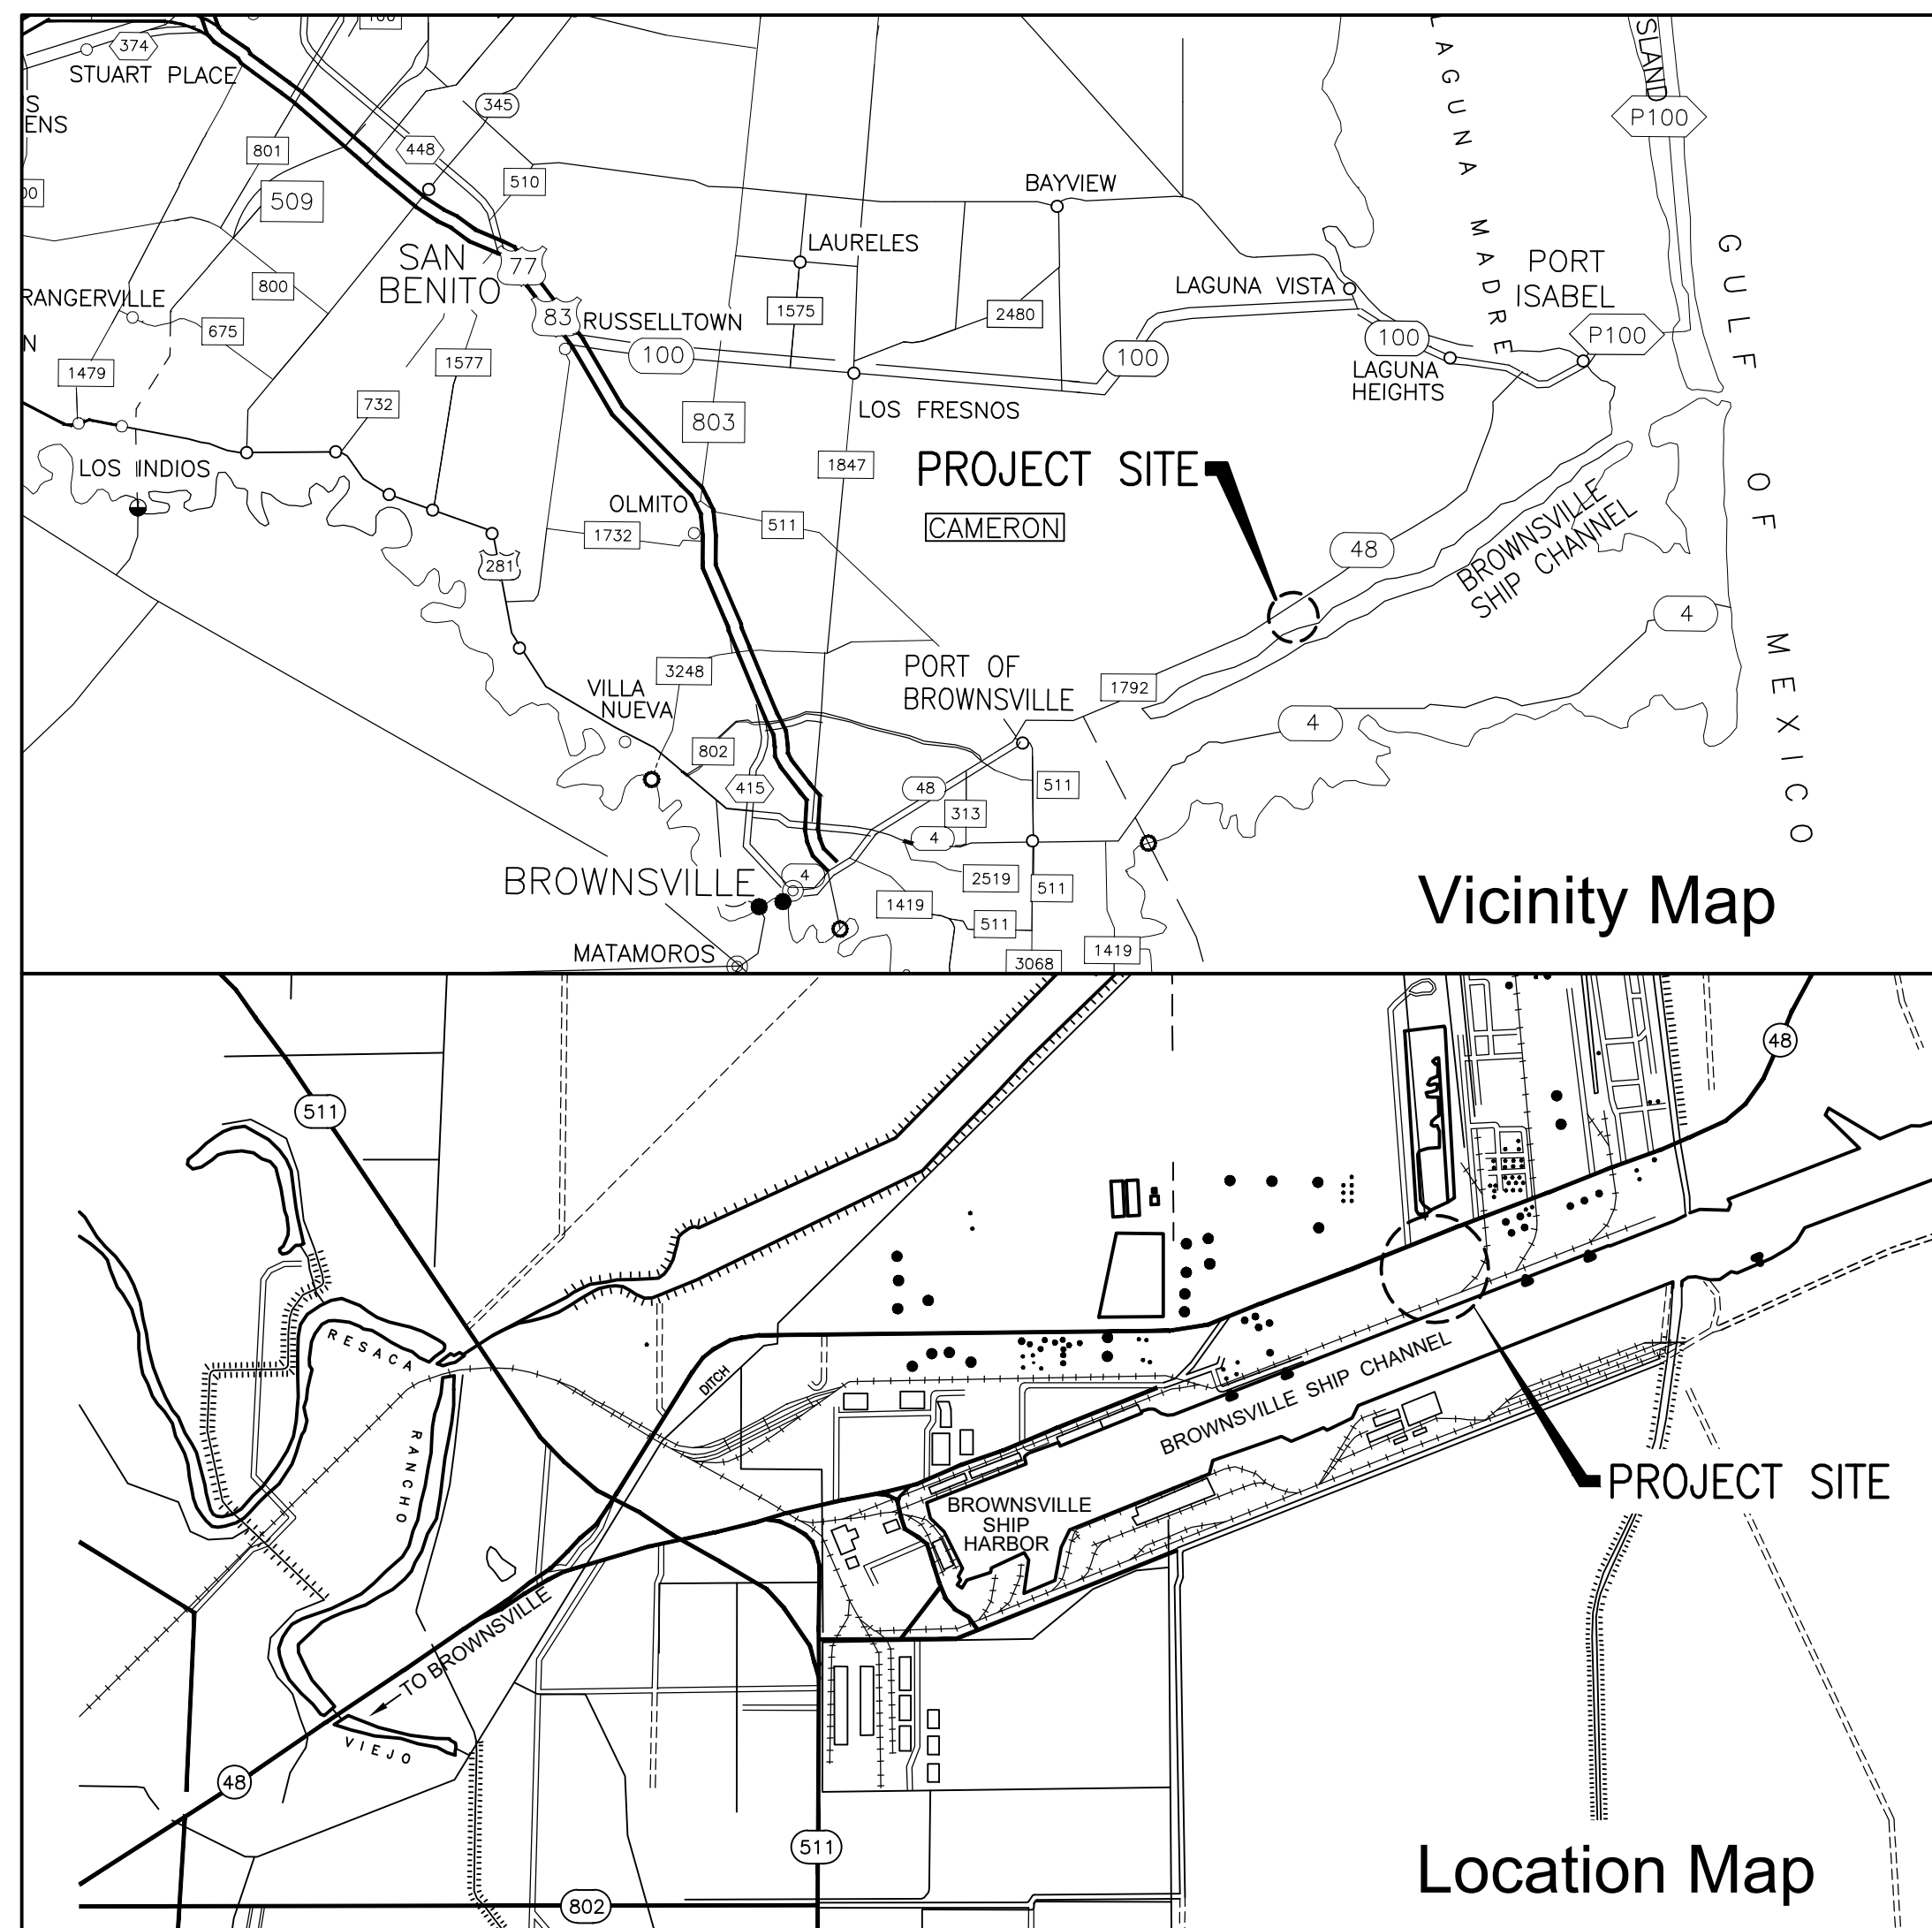 100
374
STUART PLACE
S
ENS
345
801
448
510
00
509
SAN
BENITO
77
83
800
RANGERVILLE
675
N
1479
1577
732
LOS INDIOS
281
RUSSELLTOWN
100
LAURELES
1575
2480
BAYVIEW
LAGUNA VISTA
100
100
LAGUNA
HEIGHTS
PORT
ISABEL
P100
P100
ISLAND
LAGUNA MADRE
GULF OF MEXICO
803
LOS FRESNOS
1847
OLMITO
1732
511
PROJECT SITE
CAMERON
48
BROWNSVILLE
SHIP CHANNEL
4
4
PORT OF
BROWNSVILLE
1792
3248
VILLA
NUEVA
802
415
48
313
511
4
4
2519
511
1419
511
3068
1419
BROWNSVILLE
MATAMOROS
Vicinity Map
511
48
RESACA
RANCHO
VIEJO
DITCH
BROWNSVILLE SHIP CHANNEL
BROWNSVILLE
SHIP
HARBOR
PROJECT SITE
TO BROWNSVILLE
48
511
802
Location Map